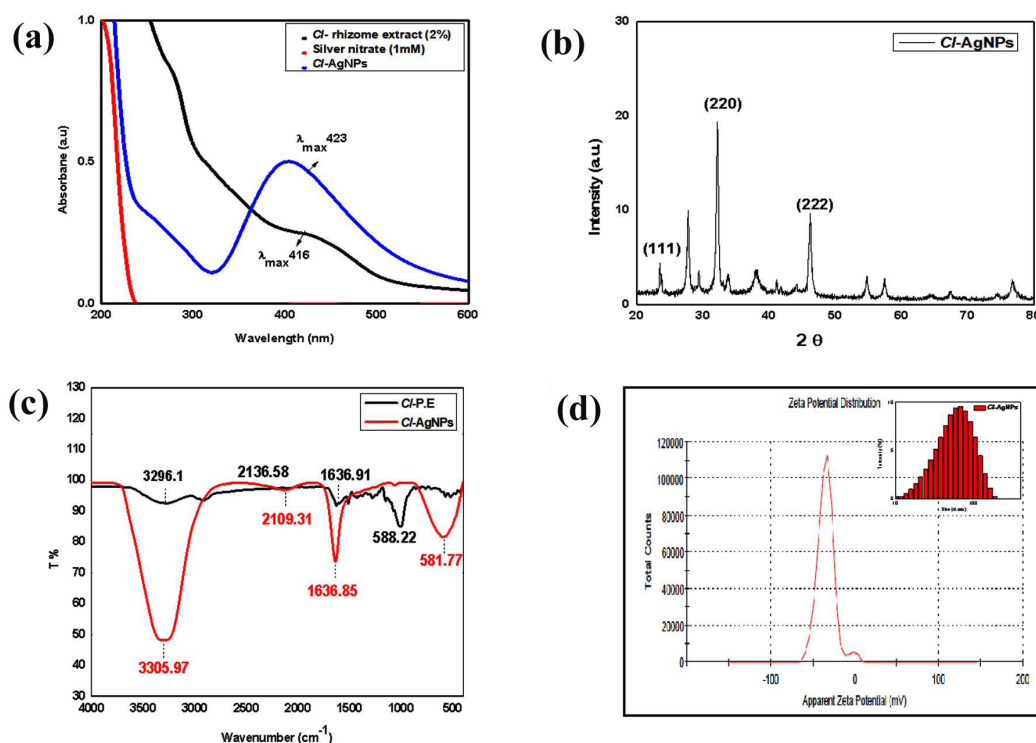 (a)
1.0
0.5
0.0
Absorbane (a.u)
Cl- rhizome extract (2%)
Silver nitrate (1mM)
Cl-AgNPs
λmax 423
λmax 416
200 300 400 500 600
Wavelength (nm)
(b)
30
20
10
0
Intensity (a.u.)
Cl-AgNPs
(111)
(220)
(222)
20 30 40 50 60 70 80
2 θ
(c)
130
120
110
100
90
80
70
60
50
40
30
T %
Cl-P.E
Cl-AgNPs
3296.1
2136.58
1636.91
2109.31
588.22
581.77
1636.85
3305.97
4000 3500 3000 2500 2000 1500 1000 500
Wavenumber (cm-1)
(d)
Zeta Potential Distribution
120000
100000
80000
60000
40000
20000
0
Total Counts
Cl-AgNPs
10
5
0
10 100
-100 0 100 200
Apparent Zeta Potential (mV)